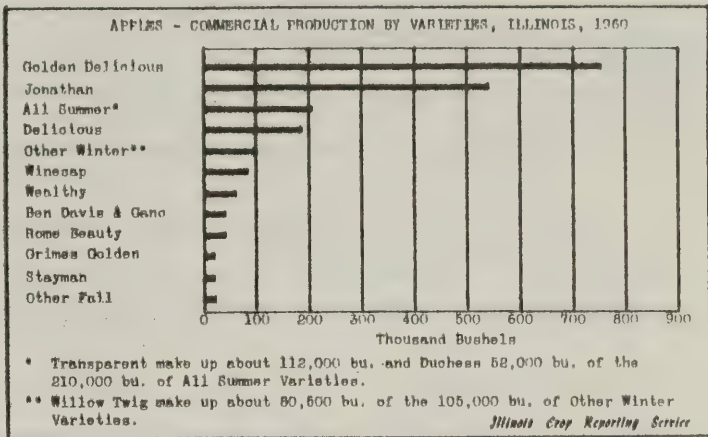 APPLES - COMMERCIAL PRODUCTION BY VARIETIES, ILLINOIS, 1960
Golden Delicious
Jonathan
All Summer*
Delicious
Other Winter**
Winesap
Wealthy
Ben Davis & Gano
Rome Beauty
Grimes Golden
Stayman
Other Fall
0 100 200 300 400 500 600 700 800 900
Thousand Bushels
* Transparent make up about 112,000 bu. and Duchess 52,000 bu. of the
210,000 bu. of All Summer Varieties.
** Willow Twig make up about 80,600 bu. of the 105,000 bu. of Other Winter
Varieties.
Illinois Crop Reporting Service